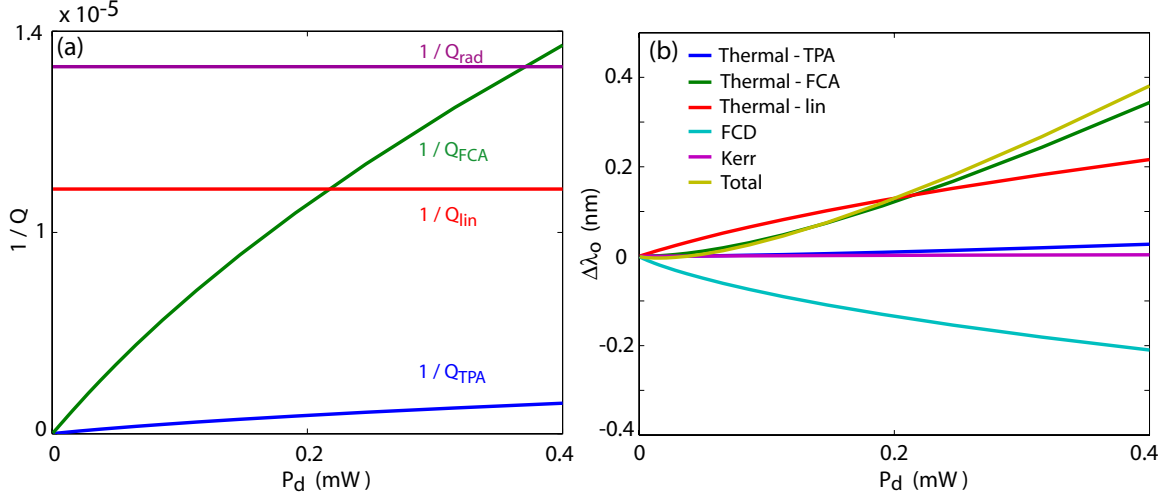 x 10^-5
1.4
(a)
1 / Q_rad
1 / Q_FCA
1 / Q_lin
1 / Q_TPA
1
0
1 / Q
0
0.2
0.4
P_d (mW)
(b)
Thermal - TPA
Thermal - FCA
Thermal - lin
FCD
Kerr
Total
0.4
0.2
0
-0.2
-0.4
Δλ_o (nm)
0
0.2
0.4
P_d (mW)